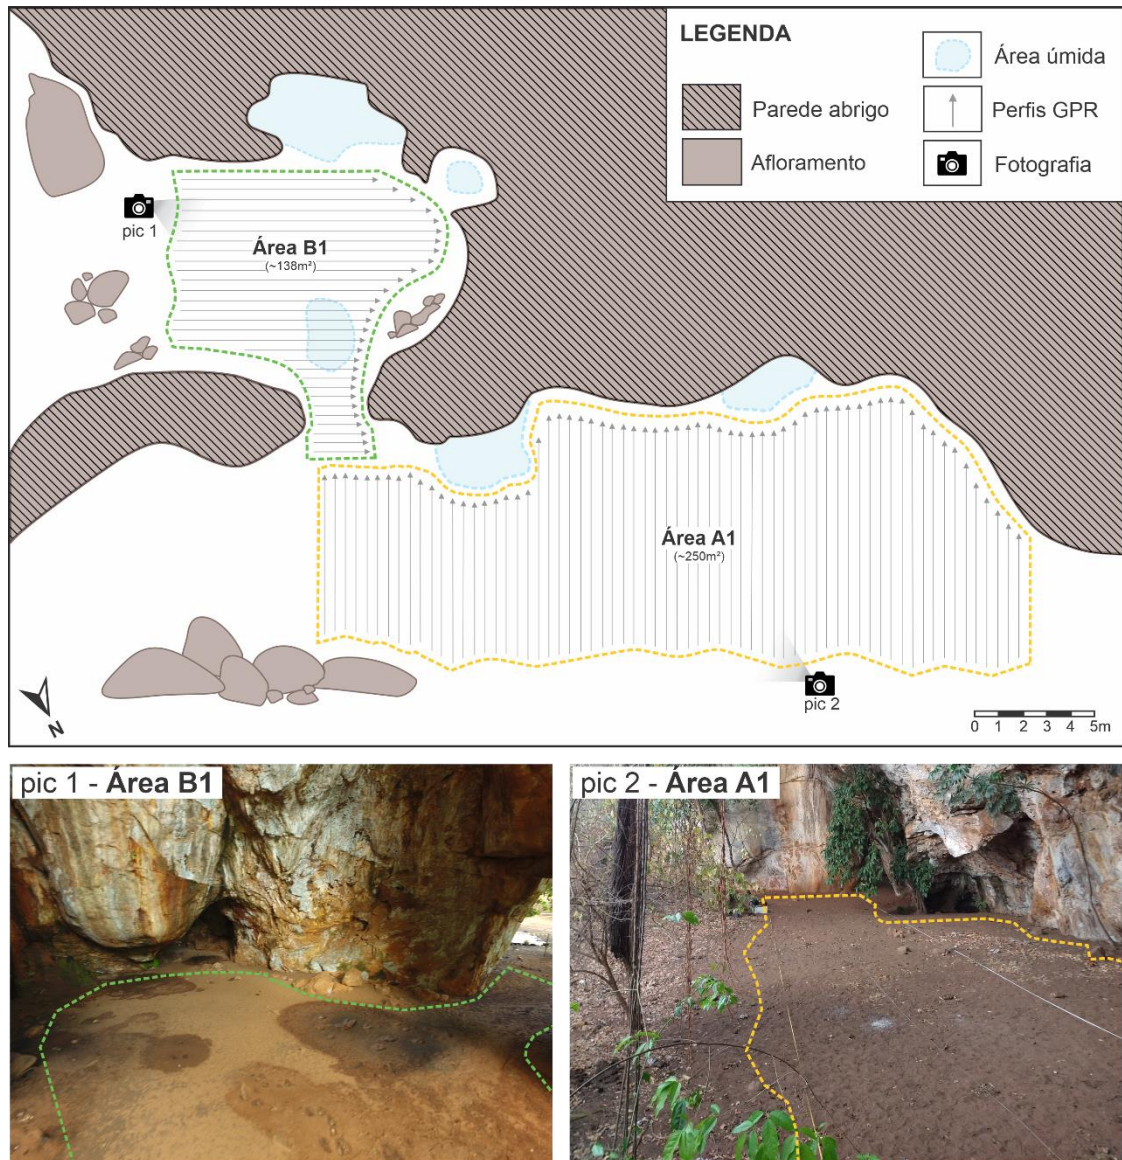 LEGENDA
Parede abrigo
Afloramento
Área úmida
Perfis GPR
Fotografia
pic 1
Área B1
(~138m²)
Área A1
(~250m²)
pic 2
N
0 1 2 3 4 5m
pic 1 - Área B1
pic 2 - Área A1